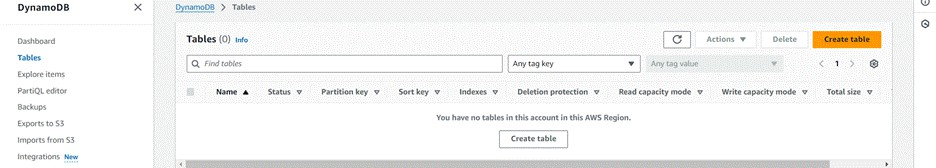 DynamoDB
DynamoDB > Tables
Dashboard
Tables
Explore items
PartiQL editor
Backups
Exports to S3
Imports from S3
Integrations New
Tables (0) Info
Actions
Delete
Create table
Find tables
Any tag key
Any tag value
1
Name
Status
Partition key
Sort key
Indexes
Deletion protection
Read capacity mode
Write capacity mode
Total size
You have no tables in this account in this AWS Region.
Create table